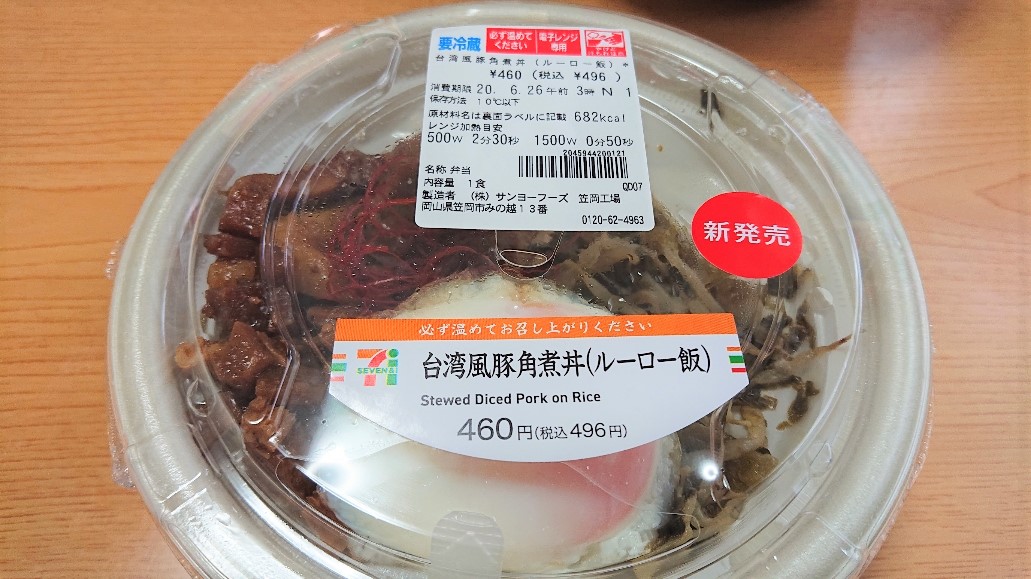 要冷蔵
必ず温めて
ください
電子レンジ
専用
台湾風豚角煮丼(ルーロー飯)*
¥460(税込 ¥496 )
消費期限 20. 6.26午前 3時 N 1
保存方法 10℃以下
原材料名は裏面ラベルに記載 682kcal
レンジ加熱目安
500W 2分30秒 1500W 0分50秒
2045944200121
名称 弁当
内容量 1食 QD07
製造者 (株)サンヨーフーズ 笠岡工場
岡山県笠岡市みの越13番
0120-62-4963
新発売
必ず温めてお召し上がりください
SEVEN&i
台湾風豚角煮丼(ルーロー飯)
Stewed Diced Pork on Rice
460円(税込496円)